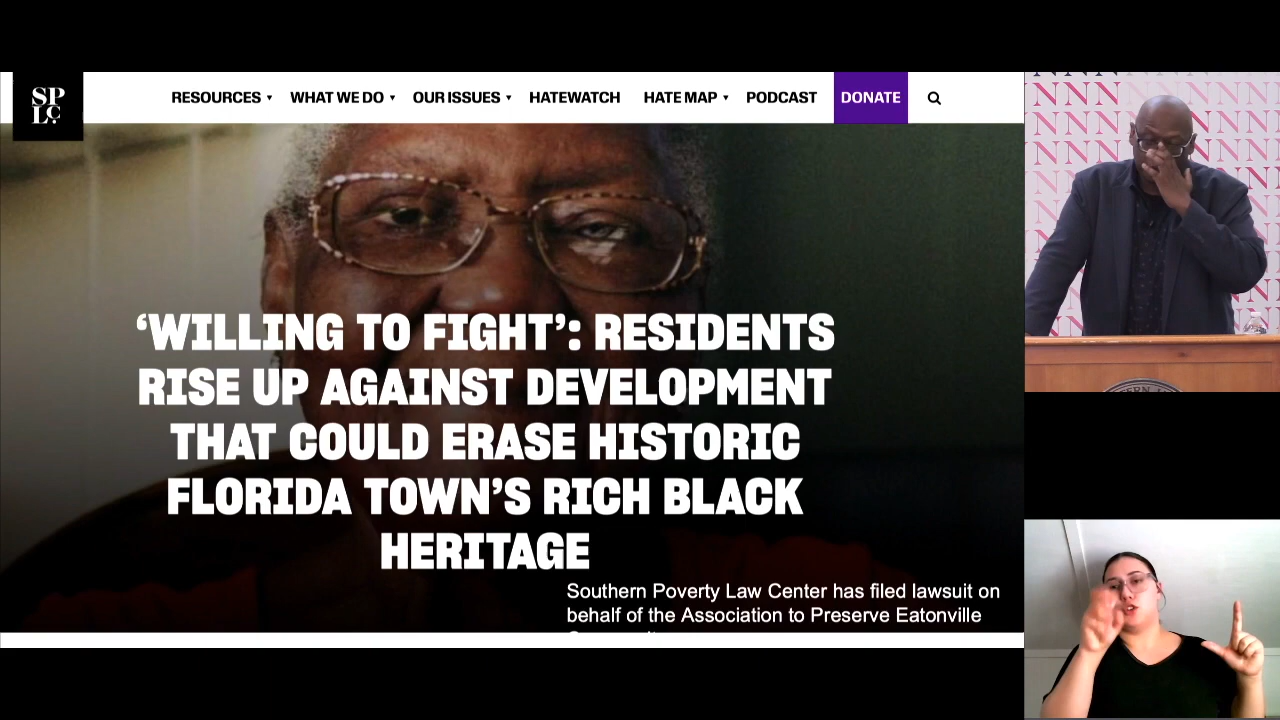 SP
Lc.
RESOURCES WHAT WE DO OUR ISSUES HATEWATCH HATE MAP PODCAST DONATE
‘WILLING TO FIGHT’: RESIDENTS
RISE UP AGAINST DEVELOPMENT
THAT COULD ERASE HISTORIC
FLORIDA TOWN’S RICH BLACK
HERITAGE
Southern Poverty Law Center has filed lawsuit on
behalf of the Association to Preserve Eatonville